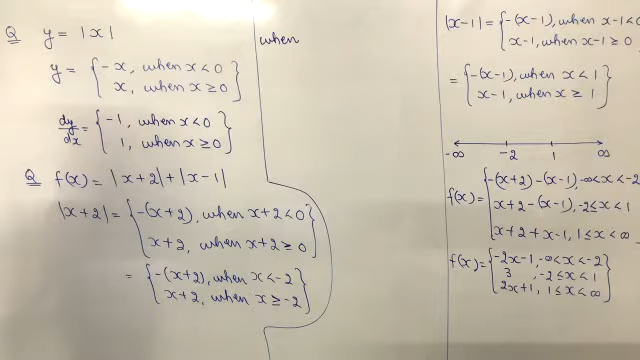 Q y = |x|
y = { -x, when x < 0
x, when x ≥ 0 }
dy/dx = { -1, when x < 0
1, when x ≥ 0 }
Q f(x) = |x+2| + |x-1|
|x+2| = { -(x+2), when x+2 < 0
x+2, when x+2 ≥ 0 }
= { -(x+2), when x < -2
x+2, when x ≥ -2 }
when
|x-1| = { -(x-1), when x-1 < 0
x-1, when x-1 ≥ 0
= { -(x-1), when x < 1
x-1, when x ≥ 1 }
-∞ -2 1 ∞
f(x) = { -(x+2) -(x-1), -∞<x<-2
x+2 -(x-1), -2≤x<1
x+2 + x-1, 1≤x<∞
f(x) = { -2x-1, -∞<x<-2
3, -2≤x<1
2x+1, 1≤x<∞ }